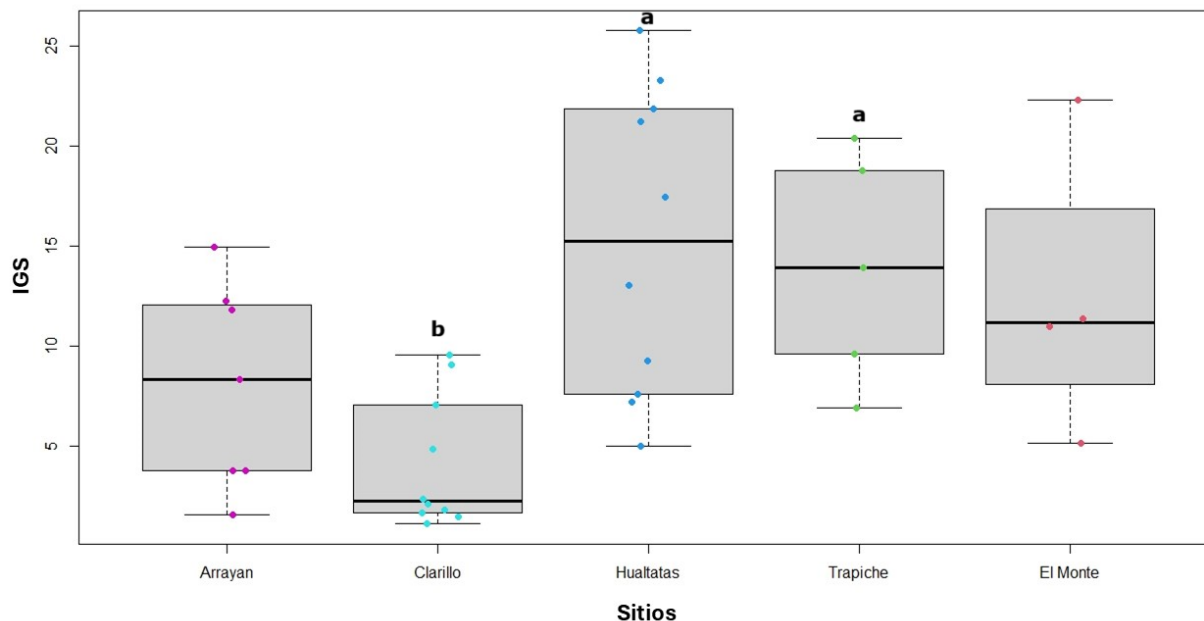 a
25
a
20
15
b
10
5
IGS
Arrayan Clarillo Hualtatas Trapiche El Monte
Sitios